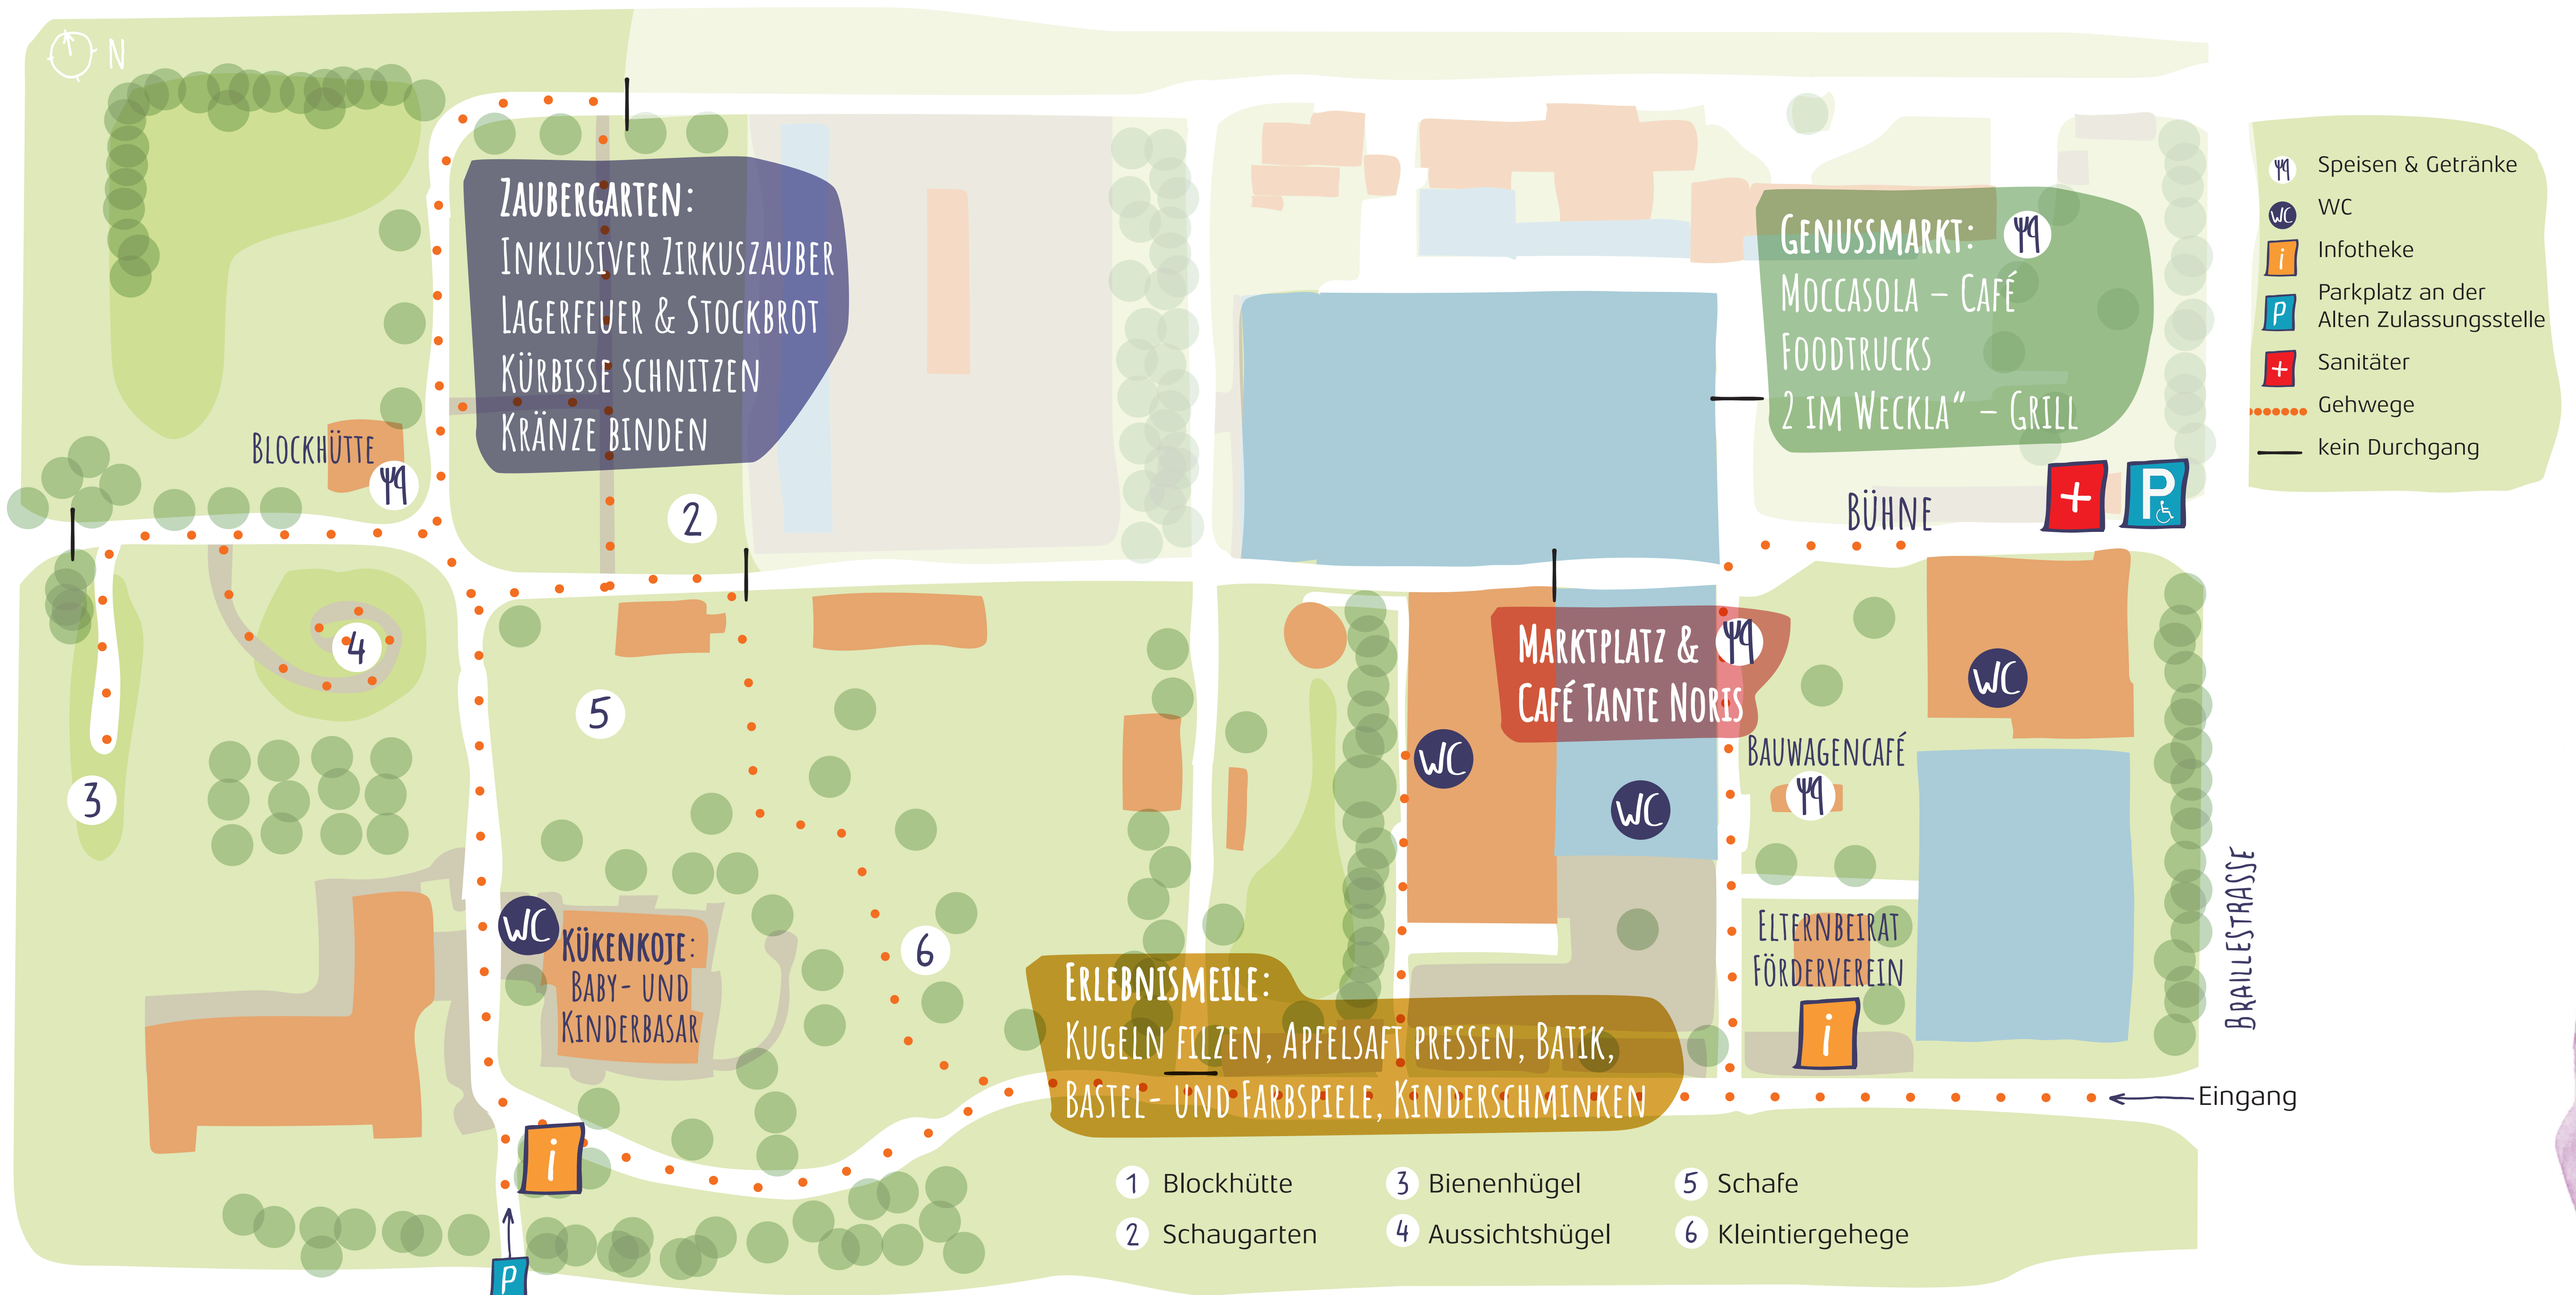 N
Zaubergarten:
Inklusiver Zirkuszauber
Lagerfeuer & Stockbrot
Kürbisse schnitzen
Kränze binden
Genussmarkt:
Moccasola – Café
Foodtrucks
2 im Weckla“ – Grill
Speisen & Getränke
WC
WC
i
Infotheke
P
Parkplatz an der
Alten Zulassungsstelle
+
Sanitäter
Gehwege
kein Durchgang
Blockhütte
2
Bühne
+
P
4
3
5
6
Marktplatz &
Café Tante Noris
WC
WC
WC
Bauwagencafé
WC
Kükenkoje:
Baby- und
Kinderbasar
Elternbeirat
Förderverein
i
Braillestraße
Erlebnismeile:
Kugeln filzen, Apfelsaft pressen, Batik,
Bastel- und Farbspiele, Kinderschminken
Eingang
i
P
1 Blockhütte
2 Schaugarten
3 Bienenhügel
4 Aussichtshügel
5 Schafe
6 Kleintiergehege